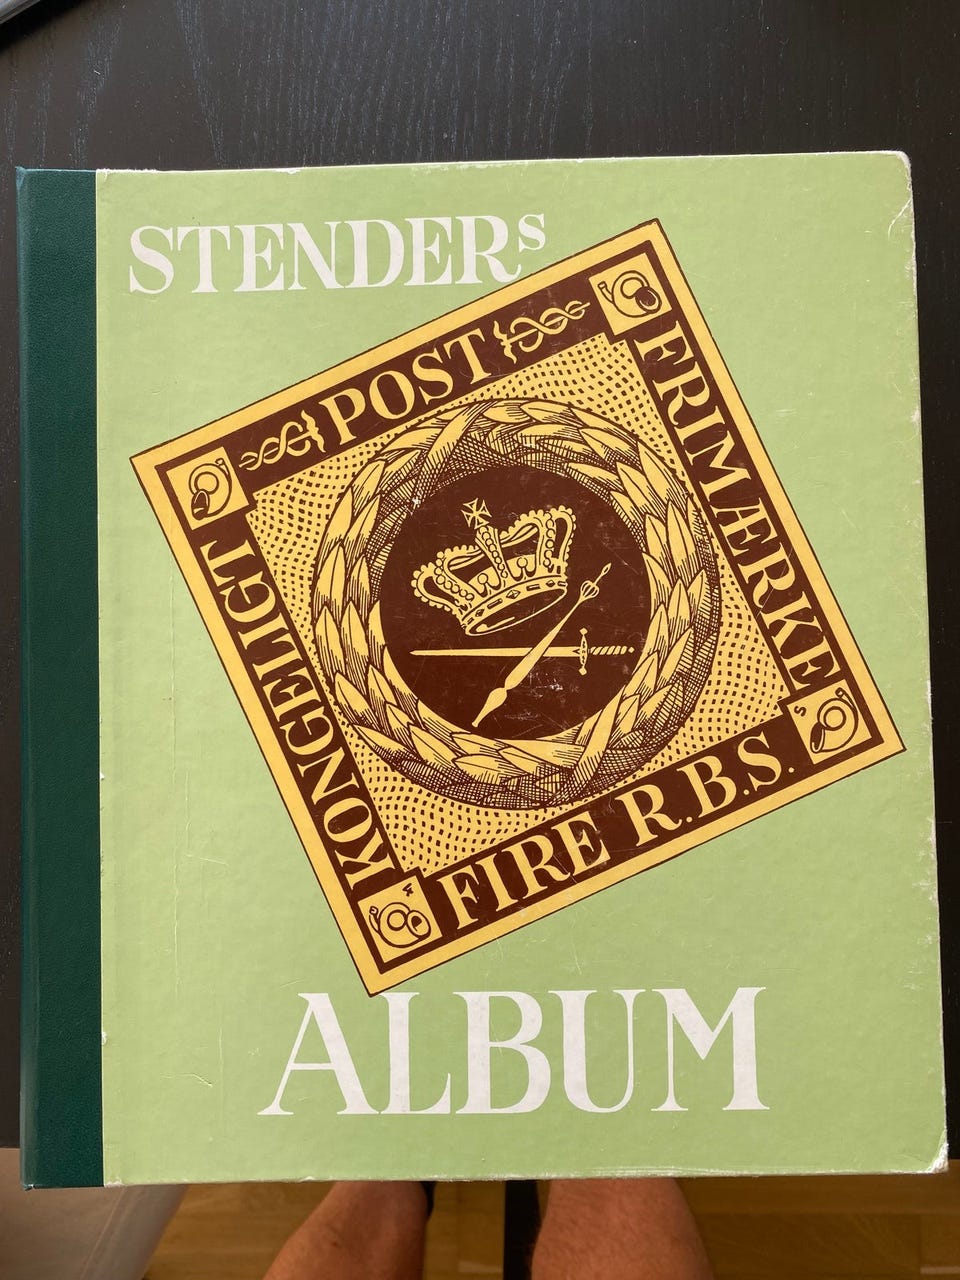 STENDERs
KONGELIGT
POST
FRIMÆRKE
FIRE R.B.S.
ALBUM